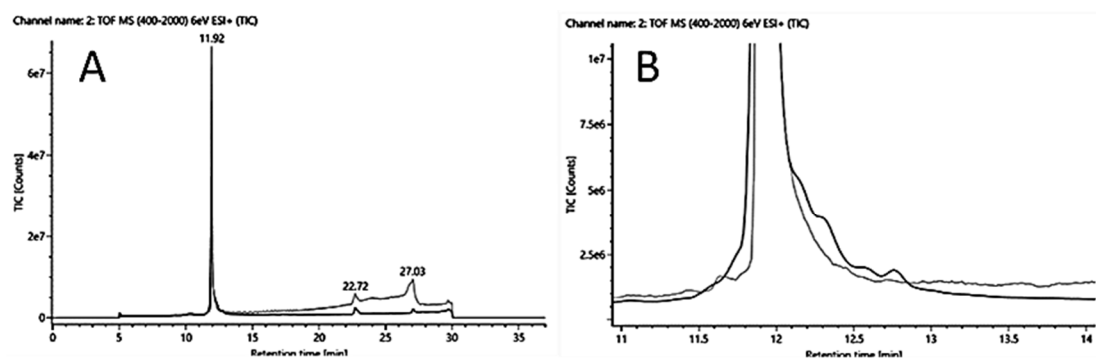 Channel name: 2: TOF MS (400-2000) 6eV ESI+ (TIC)
11.92
A
6e7
4e7
2e7
0
TIC [Counts]
22.72
27.03
0 5 10 15 20 25 30 35
Retention time [min]
Channel name: 2: TOF MS (400-2000) 6eV ESI+ (TIC)
B
1e7
7.5e6
5e6
2.5e6
TIC [Counts]
11 11.5 12 12.5 13 13.5 14
Retention time [min]